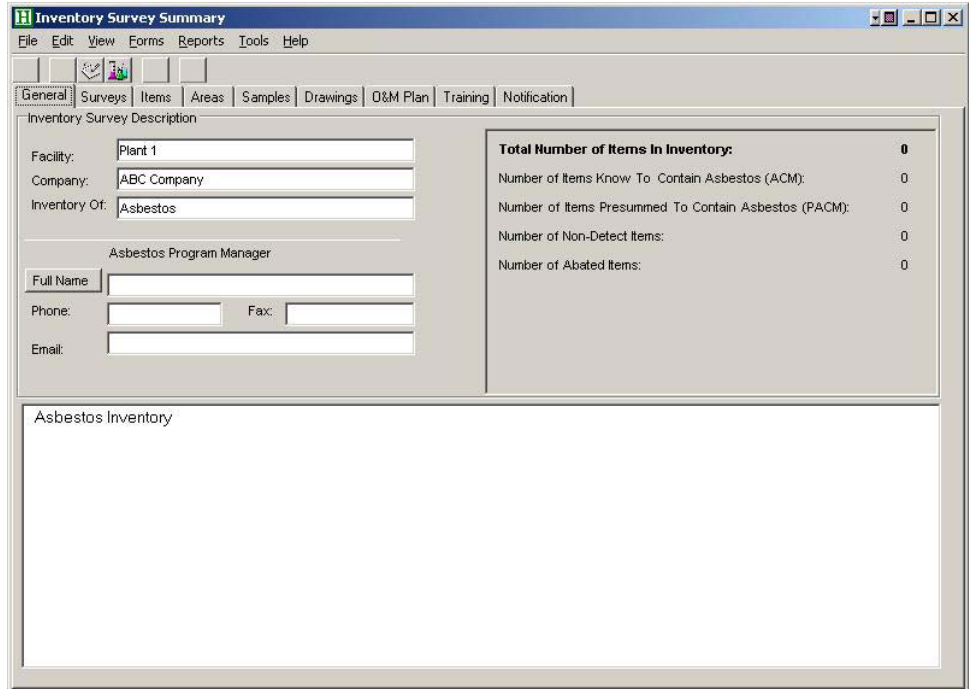 H Inventory Survey Summary
File Edit View Forms Reports Tools Help
General Surveys Items Areas Samples Drawings O&M Plan Training Notification
Inventory Survey Description
Facility: Plant 1
Company: ABC Company
Inventory Of: Asbestos
Asbestos Program Manager
Full Name
Phone: Fax:
Email:
Total Number of Items In Inventory: 0
Number of Items Know To Contain Asbestos (ACM): 0
Number of Items Presummed To Contain Asbestos (PACM): 0
Number of Non-Detect Items: 0
Number of Abated Items: 0
Asbestos Inventory